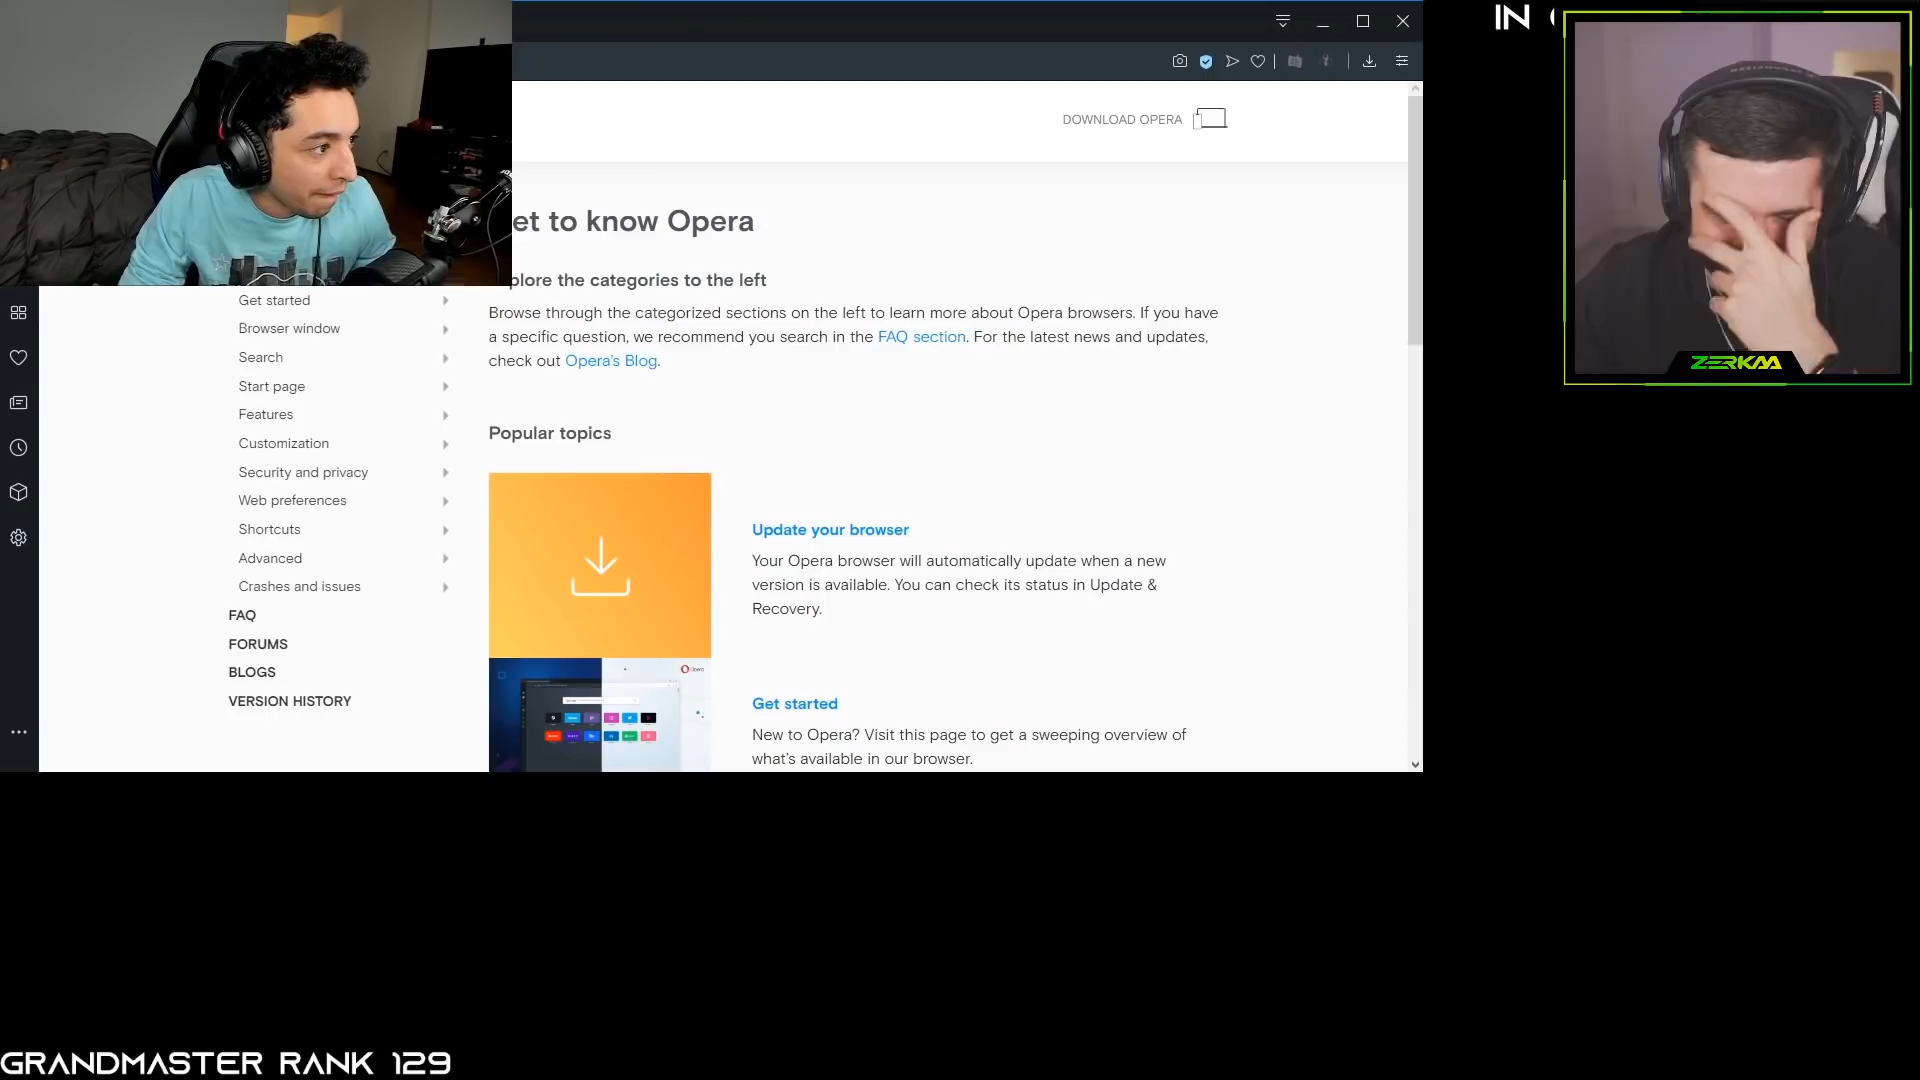 IN
DOWNLOAD OPERA
et to know Opera
plore the categories to the left
Browse through the categorized sections on the left to learn more about Opera browsers. If you have
a specific question, we recommend you search in the FAQ section. For the latest news and updates,
check out Opera's Blog.
Get started
Browser window
Search
Start page
Features
Customization
Security and privacy
Web preferences
Shortcuts
Advanced
Crashes and issues
FAQ
FORUMS
BLOGS
VERSION HISTORY
Popular topics
Update your browser
Your Opera browser will automatically update when a new
version is available. You can check its status in Update &
Recovery.
Opera
Get started
New to Opera? Visit this page to get a sweeping overview of
what's available in our browser.
ZERKAA
GRANDMASTER RANK 129